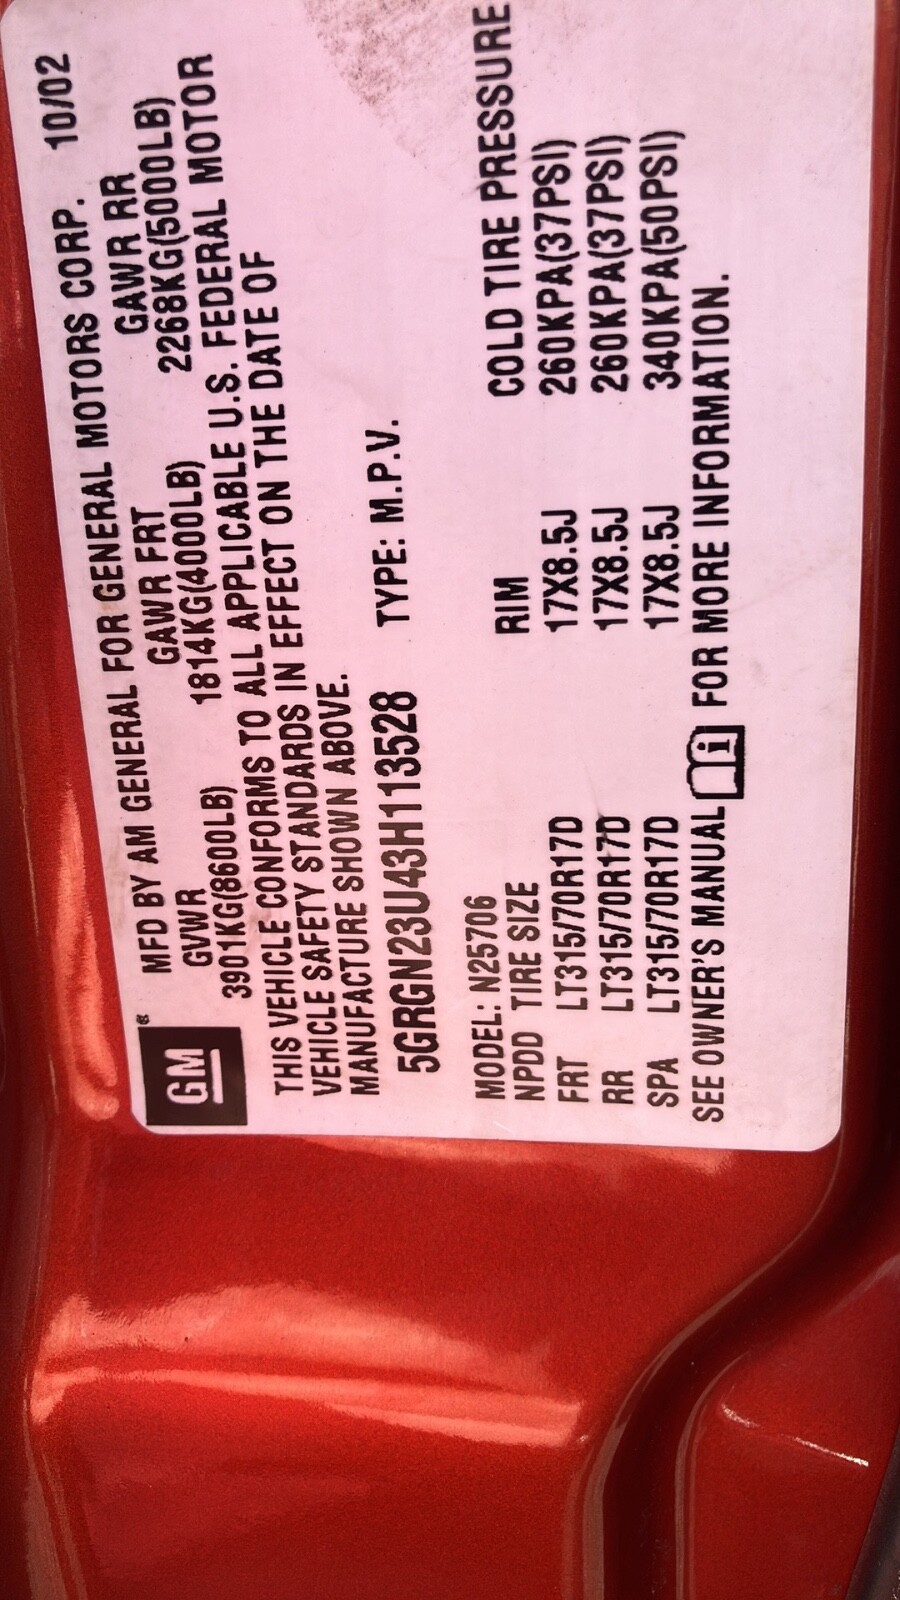 MFD BY AM GENERAL FOR GENERAL MOTORS CORP. 10/02
GVWR GAWR FRT GAWR RR
3901KG(8600LB) 1814KG(4000LB) 2268KG(5000LB)
GM®
THIS VEHICLE CONFORMS TO ALL APPLICABLE U.S. FEDERAL MOTOR
VEHICLE SAFETY STANDARDS IN EFFECT ON THE DATE OF
MANUFACTURE SHOWN ABOVE.
5GRGN23U43H113528 TYPE: M.P.V.
MODEL: N25706
NPDD TIRE SIZE RIM COLD TIRE PRESSURE
FRT LT315/70R17D 17X8.5J 260KPA(37PSI)
RR LT315/70R17D 17X8.5J 260KPA(37PSI)
SPA LT315/70R17D 17X8.5J 340KPA(50PSI)
SEE OWNER'S MANUAL i FOR MORE INFORMATION.